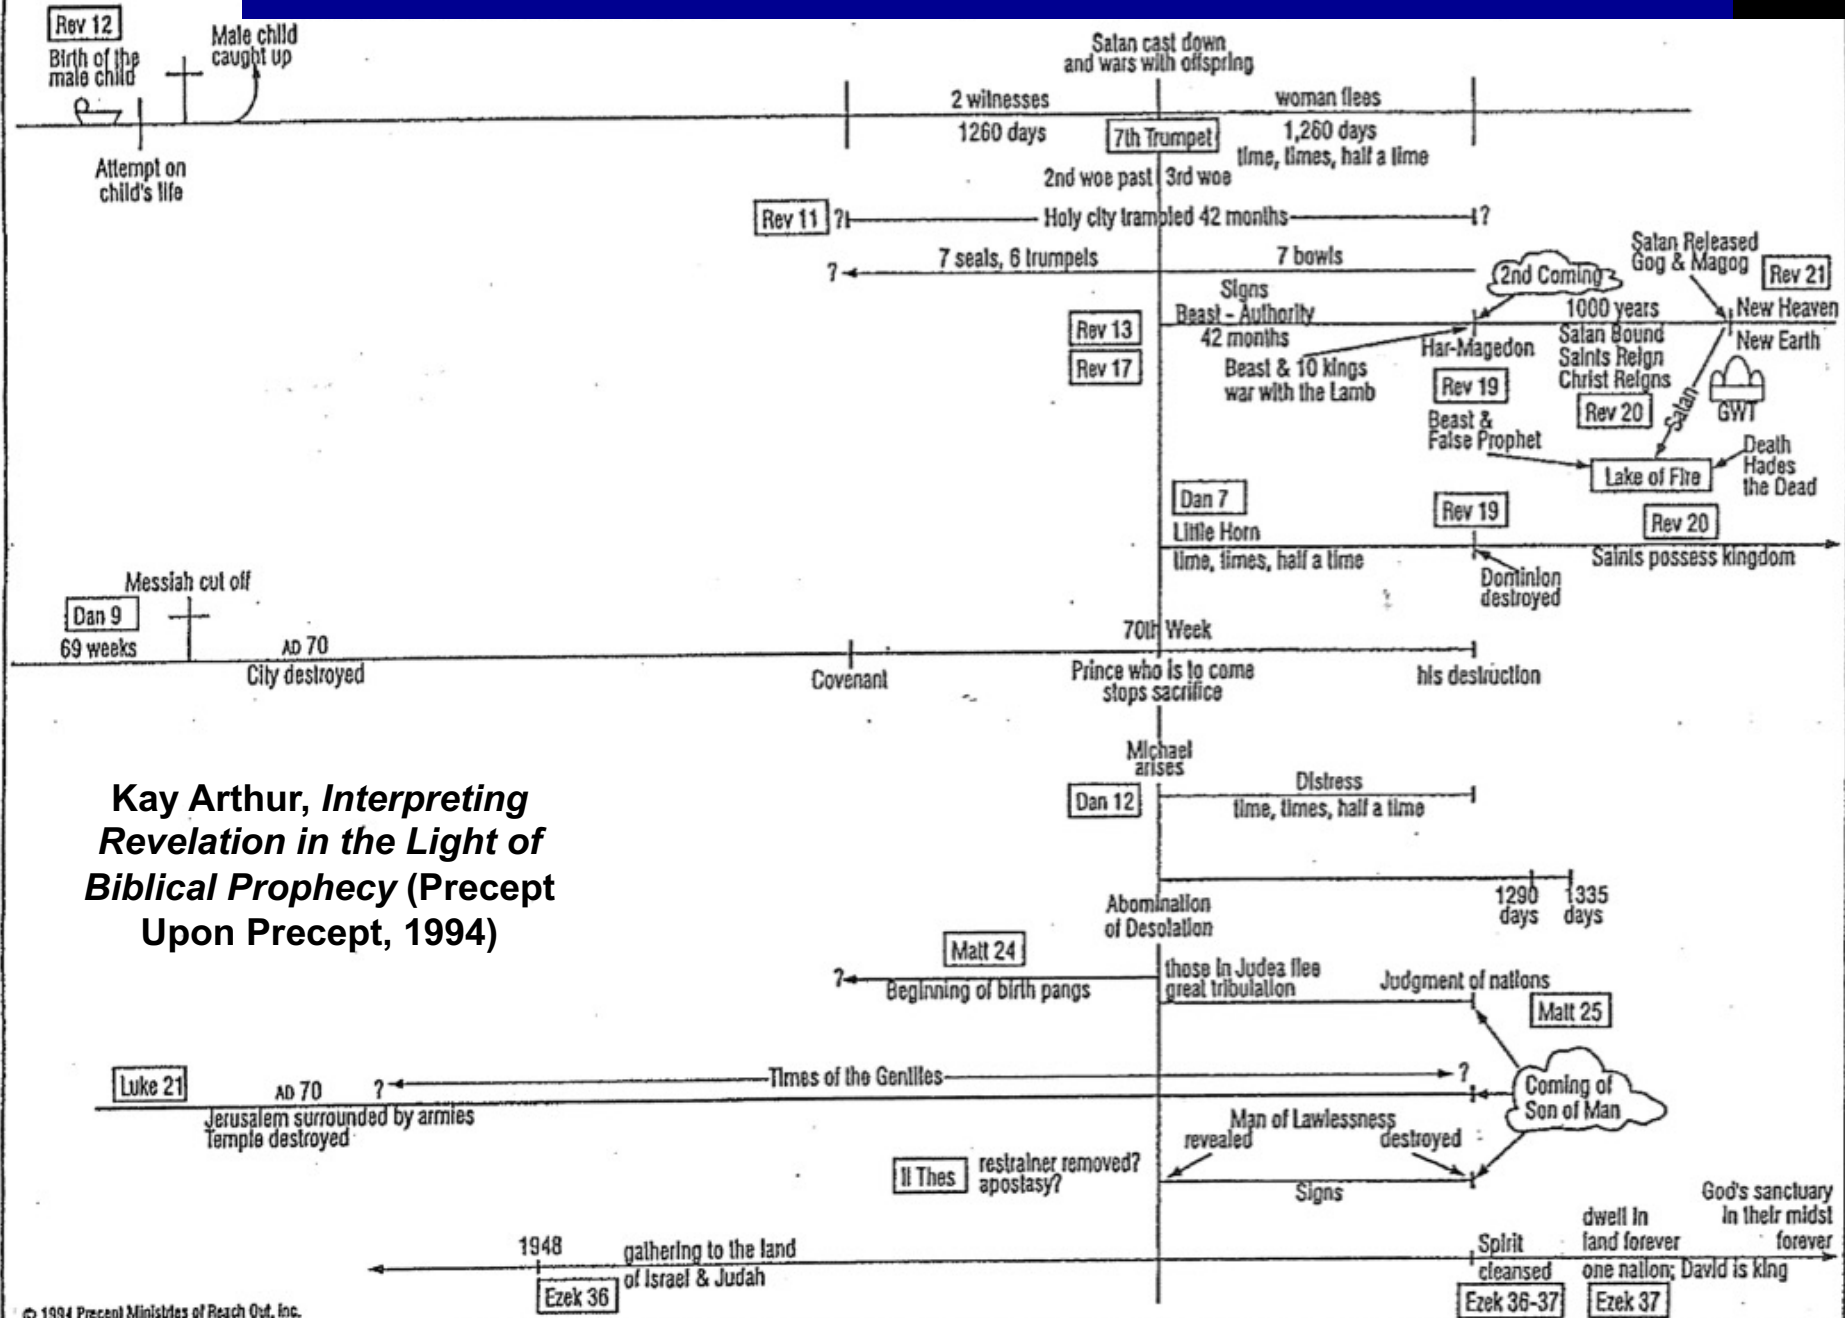 Rev 12
Birth of the
male child
Male child
caught up
Attempt on
child's life
Satan cast down
and wars with offspring
2 witnesses
1260 days
7th Trumpet
woman flees
1,260 days
time, times, half a time
2nd woe past
3rd woe
Rev 11
?
Holy city trampled 42 months
?
?
7 seals, 6 trumpets
7 bowls
2nd Coming
Satan Released
Gog & Magog
Rev 21
Rev 13
Rev 17
Signs
Beast - Authority
42 months
Beast & 10 kings
war with the Lamb
Har-Magedon
Rev 19
1000 years
Satan Bound
Saints Reign
Christ Reigns
Rev 20
New Heaven
New Earth
GWT
Satan
Beast &
False Prophet
Lake of Fire
Death
Hades
the Dead
Dan 7
Little Horn
time, times, half a time
Rev 19
Dominion
destroyed
Rev 20
Saints possess kingdom
Messiah cut off
Dan 9
69 weeks
AD 70
City destroyed
Covenant
70th Week
Prince who is to come
stops sacrifice
his destruction
Michael
arises
Dan 12
Distress
time, times, half a time
Kay Arthur, Interpreting
Revelation in the Light of
Biblical Prophecy (Precept
Upon Precept, 1994)
1290
days
1335
days
Abomination
of Desolation
Matt 24
?
Beginning of birth pangs
those in Judea flee
great tribulation
Judgment of nations
Matt 25
Luke 21
AD 70
?
Times of the Gentiles
?
Jerusalem surrounded by armies
Temple destroyed
Coming of
Son of Man
Man of Lawlessness
revealed
destroyed
II Thes
restrainer removed?
apostasy?
Signs
1948
gathering to the land
of Israel & Judah
Ezek 36
Spirit
cleansed
Ezek 36-37
dwell in
land forever
one nation; David is king
Ezek 37
God's sanctuary
in their midst
forever
© 1994 Precept Ministries of Reach Out, Inc.